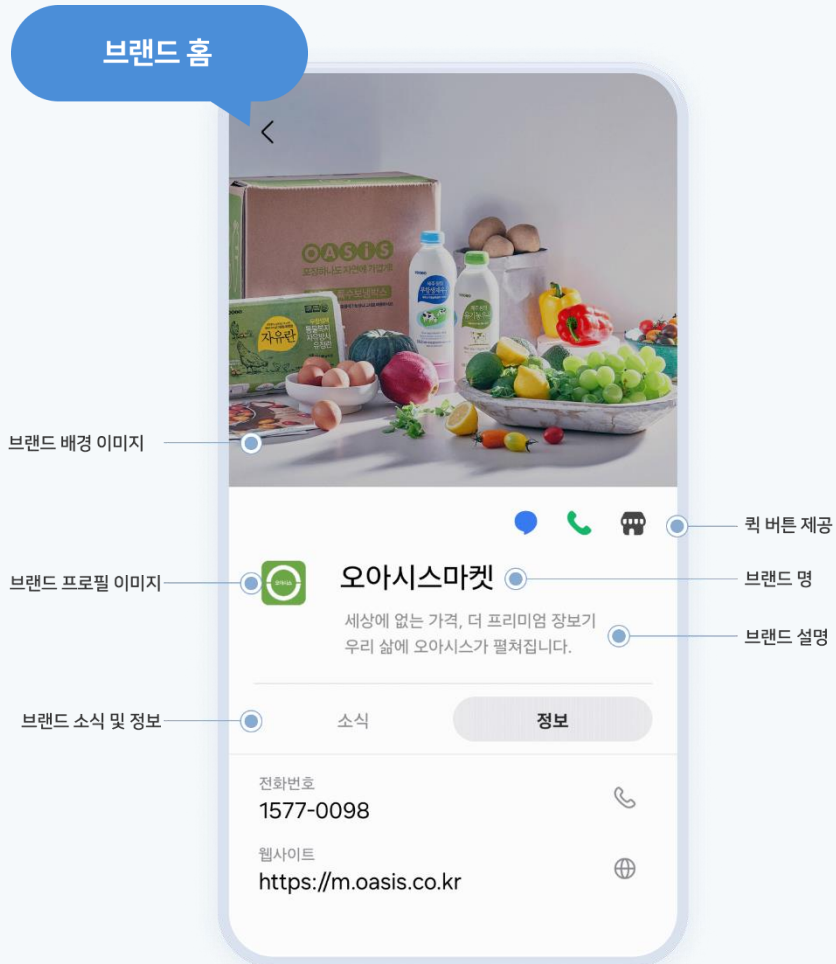 브랜드 홈
OASIS
자유란
브랜드 배경 이미지
퀵 버튼 제공
브랜드 프로필 이미지
오아시스마켓
브랜드 명
세상에 없는 가격, 더 프리미엄 장보기
우리 삶에 오아시스가 펼쳐집니다.
브랜드 설명
브랜드 소식 및 정보
소식
정보
전화번호
1577-0098
웹사이트
https://m.oasis.co.kr